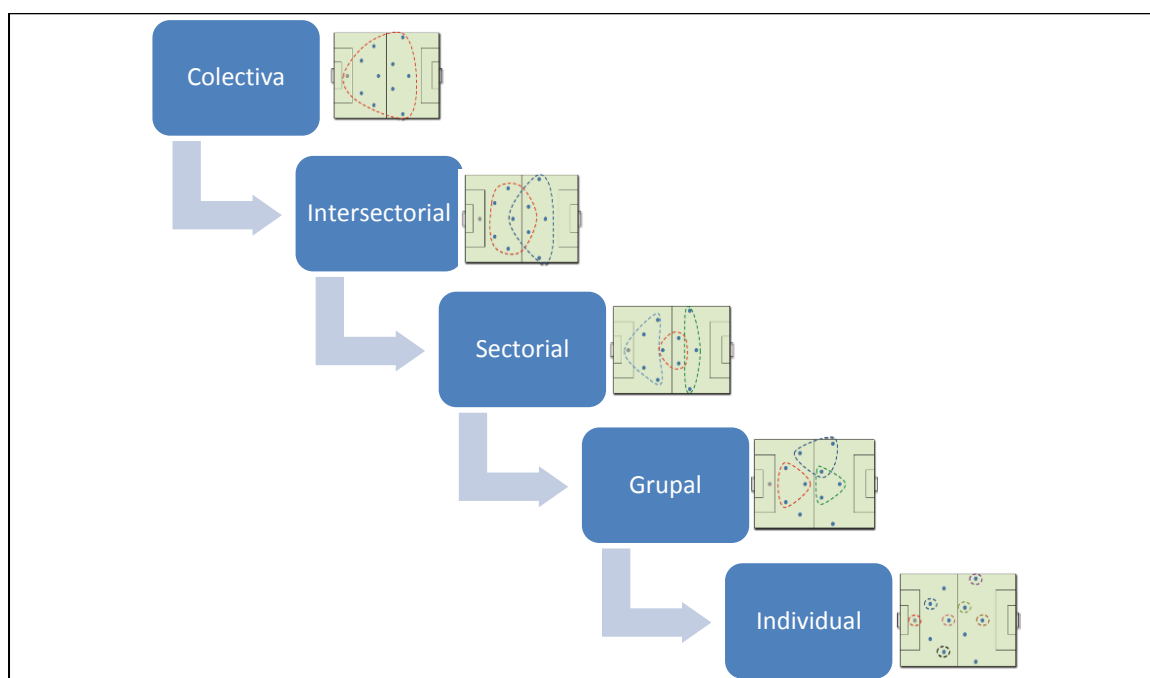 Colectiva
Intersectorial
Sectorial
Grupal
Individual